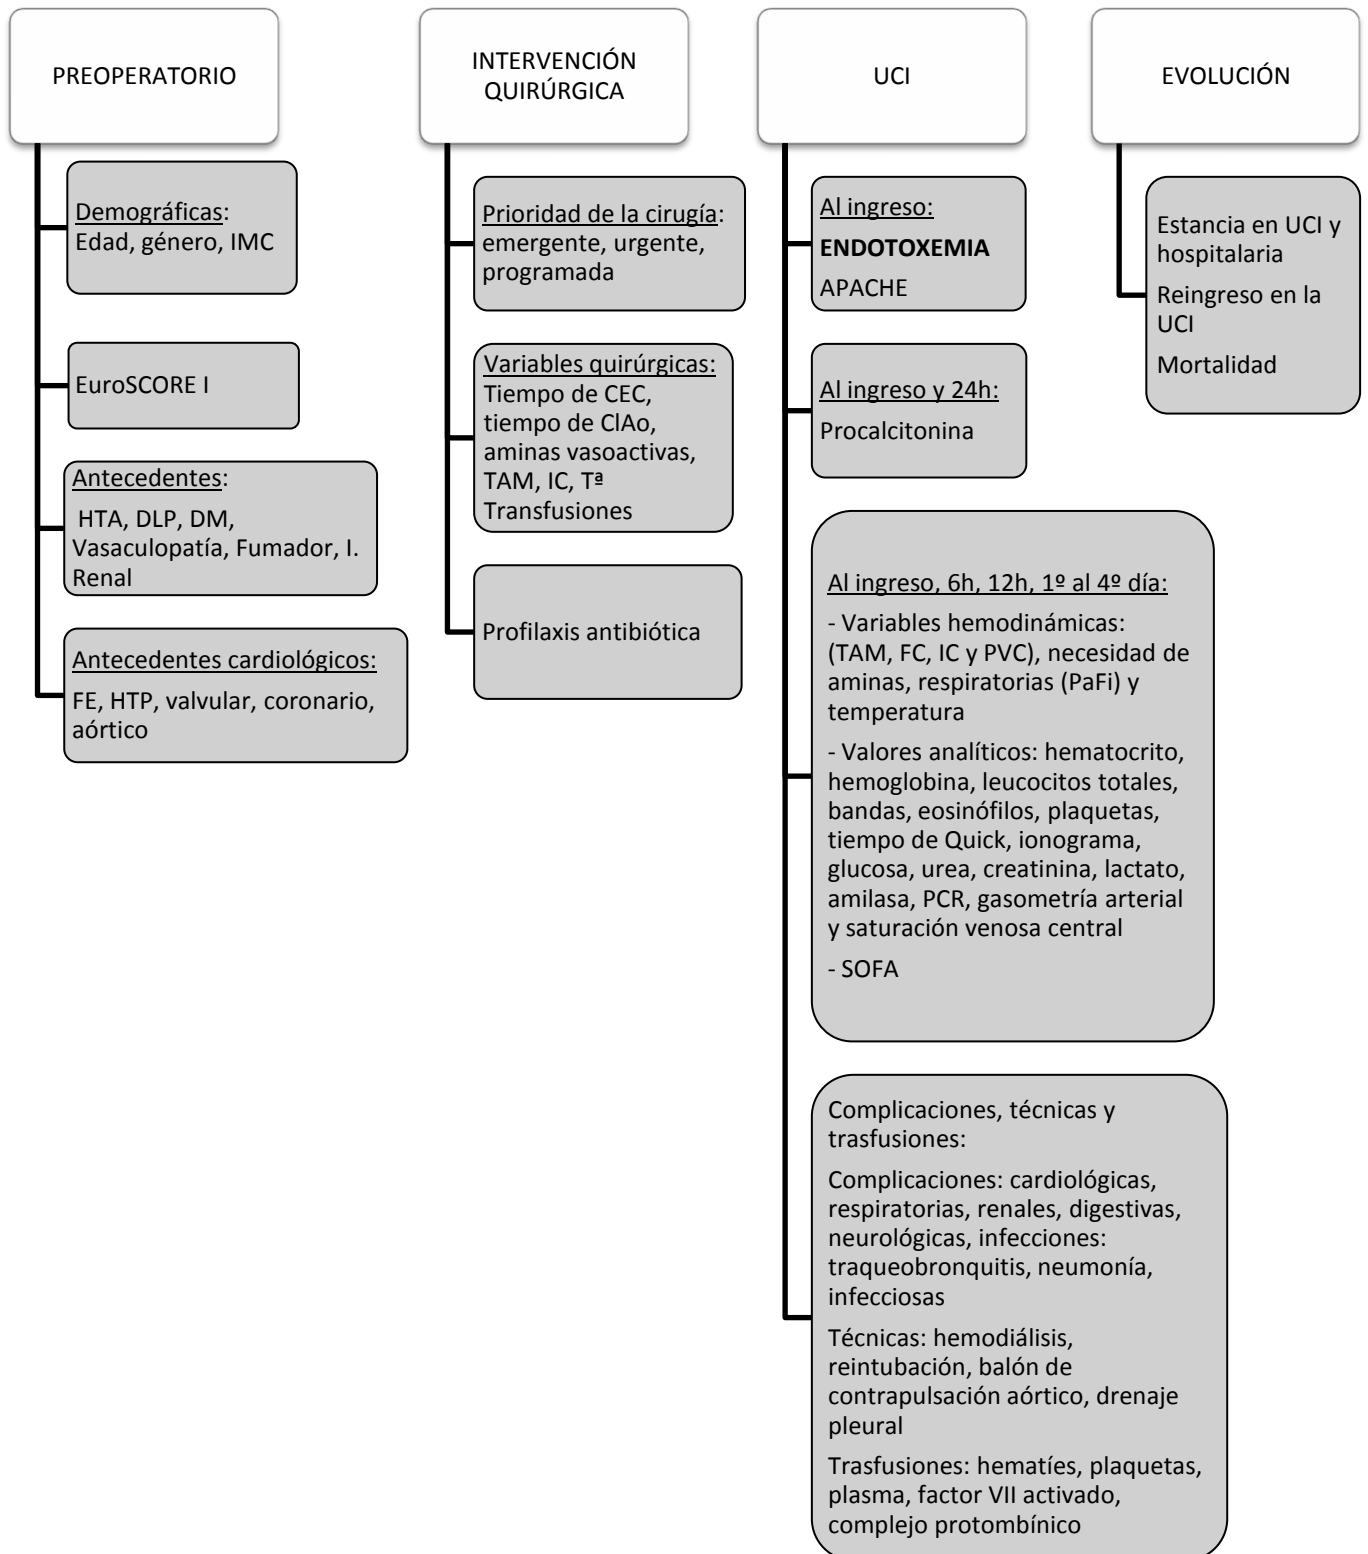 PREOPERATORIO
Demográficas:
Edad, género, IMC
EuroSCORE I
Antecedentes:
HTA, DLP, DM,
Vasaculopatía, Fumador, I.
Renal
Antecedentes cardiológicos:
FE, HTP, valvular, coronario,
aórtico
INTERVENCIÓN
QUIRÚRGICA
Prioridad de la cirugía:
emergente, urgente,
programada
Variables quirúrgicas:
Tiempo de CEC,
tiempo de ClAo,
aminas vasoactivas,
TAM, IC, Tª
Transfusiones
Profilaxis antibiótica
UCI
Al ingreso:
ENDOTOXEMIA
APACHE
Al ingreso y 24h:
Procalcitonina
Al ingreso, 6h, 12h, 1º al 4º día:
- Variables hemodinámicas:
(TAM, FC, IC y PVC), necesidad de
aminas, respiratorias (PaFi) y
temperatura
- Valores analíticos: hematocrito,
hemoglobina, leucocitos totales,
bandas, eosinófilos, plaquetas,
tiempo de Quick, ionograma,
glucosa, urea, creatinina, lactato,
amilasa, PCR, gasometría arterial
y saturación venosa central
- SOFA
Complicaciones, técnicas y
trasfusiones:
Complicaciones: cardiológicas,
respiratorias, renales, digestivas,
neurológicas, infecciones:
traqueobronquitis, neumonía,
infecciosas
Técnicas: hemodiálisis,
reintubación, balón de
contrapulsación aórtico, drenaje
pleural
Trasfusiones: hematíes, plaquetas,
plasma, factor VII activado,
complejo protombínico
EVOLUCIÓN
Estancia en UCI y
hospitalaria
Reingreso en la
UCI
Mortalidad